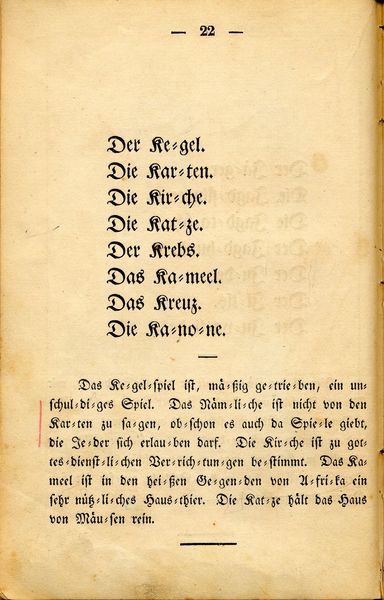 — 22 —
Der Ke⸗gel.
Die Kar⸗ten.
Die Kir⸗che.
Die Kat⸗ze.
Der Krebs.
Das Ka⸗meel.
Das Kreuz.
Die Ka⸗no⸗ne.
Das Ke⸗gel⸗spiel ist, mä⸗ßig ge⸗trie⸗ben, ein un⸗
schul⸗di⸗ges Spiel. Das Näm⸗li⸗che ist nicht von den
Kar⸗ten zu sa⸗gen, ob⸗schon es auch da Spie⸗le giebt,
die Je⸗der sich erlau⸗ben darf. Die Kir⸗che ist zu got⸗
tes⸗dienst⸗li⸗chen Ver⸗rich⸗tun⸗gen be⸗stimmt. Das Ka⸗
meel ist in den hei⸗ßen Ge⸗gen⸗den von A⸗fri⸗ka ein
sehr nütz⸗li⸗ches Haus⸗thier. Die Kat⸗ze hält das Haus
von Mäu⸗sen rein.